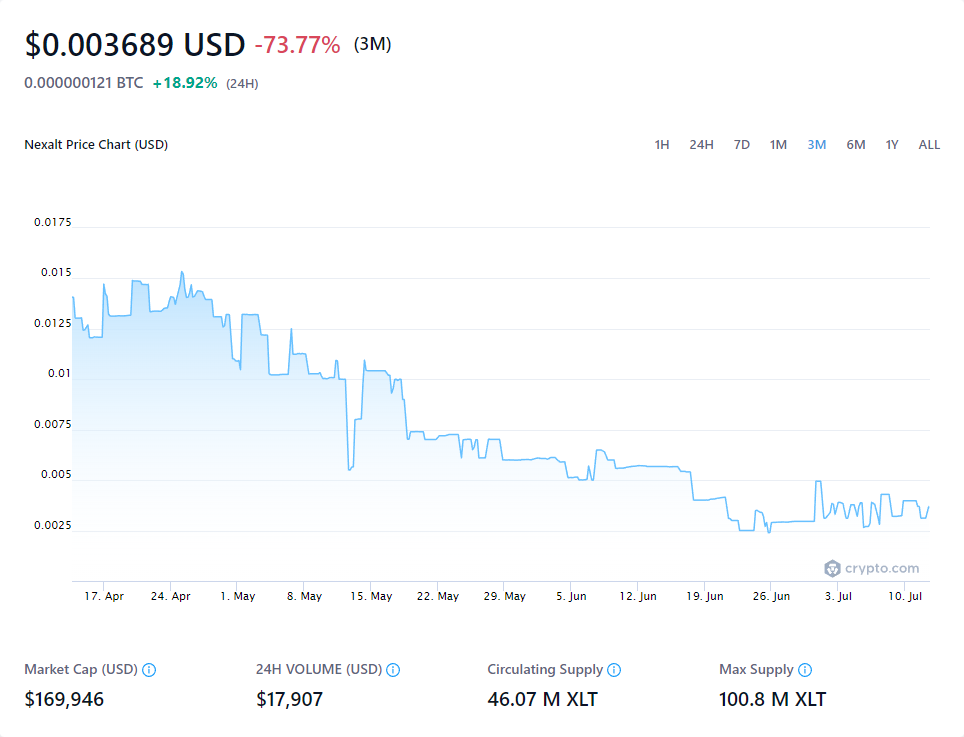 $0.003689 USD -73.77% (3M)
0.000000121 BTC +18.92% (24H)
Nexalt Price Chart (USD) 1H 24H 7D 1M 3M 6M 1Y ALL
0.0175
0.015
0.0125
0.01
0.0075
0.005
0.0025
crypto.com
17. Apr 24. Apr 1. May 8. May 15. May 22. May 29. May 5. Jun 12. Jun 19. Jun 26. Jun 3. Jul 10. Jul
Market Cap (USD) 24H VOLUME (USD) Circulating Supply Max Supply
$169,946 $17,907 46.07 M XLT 100.8 M XLT